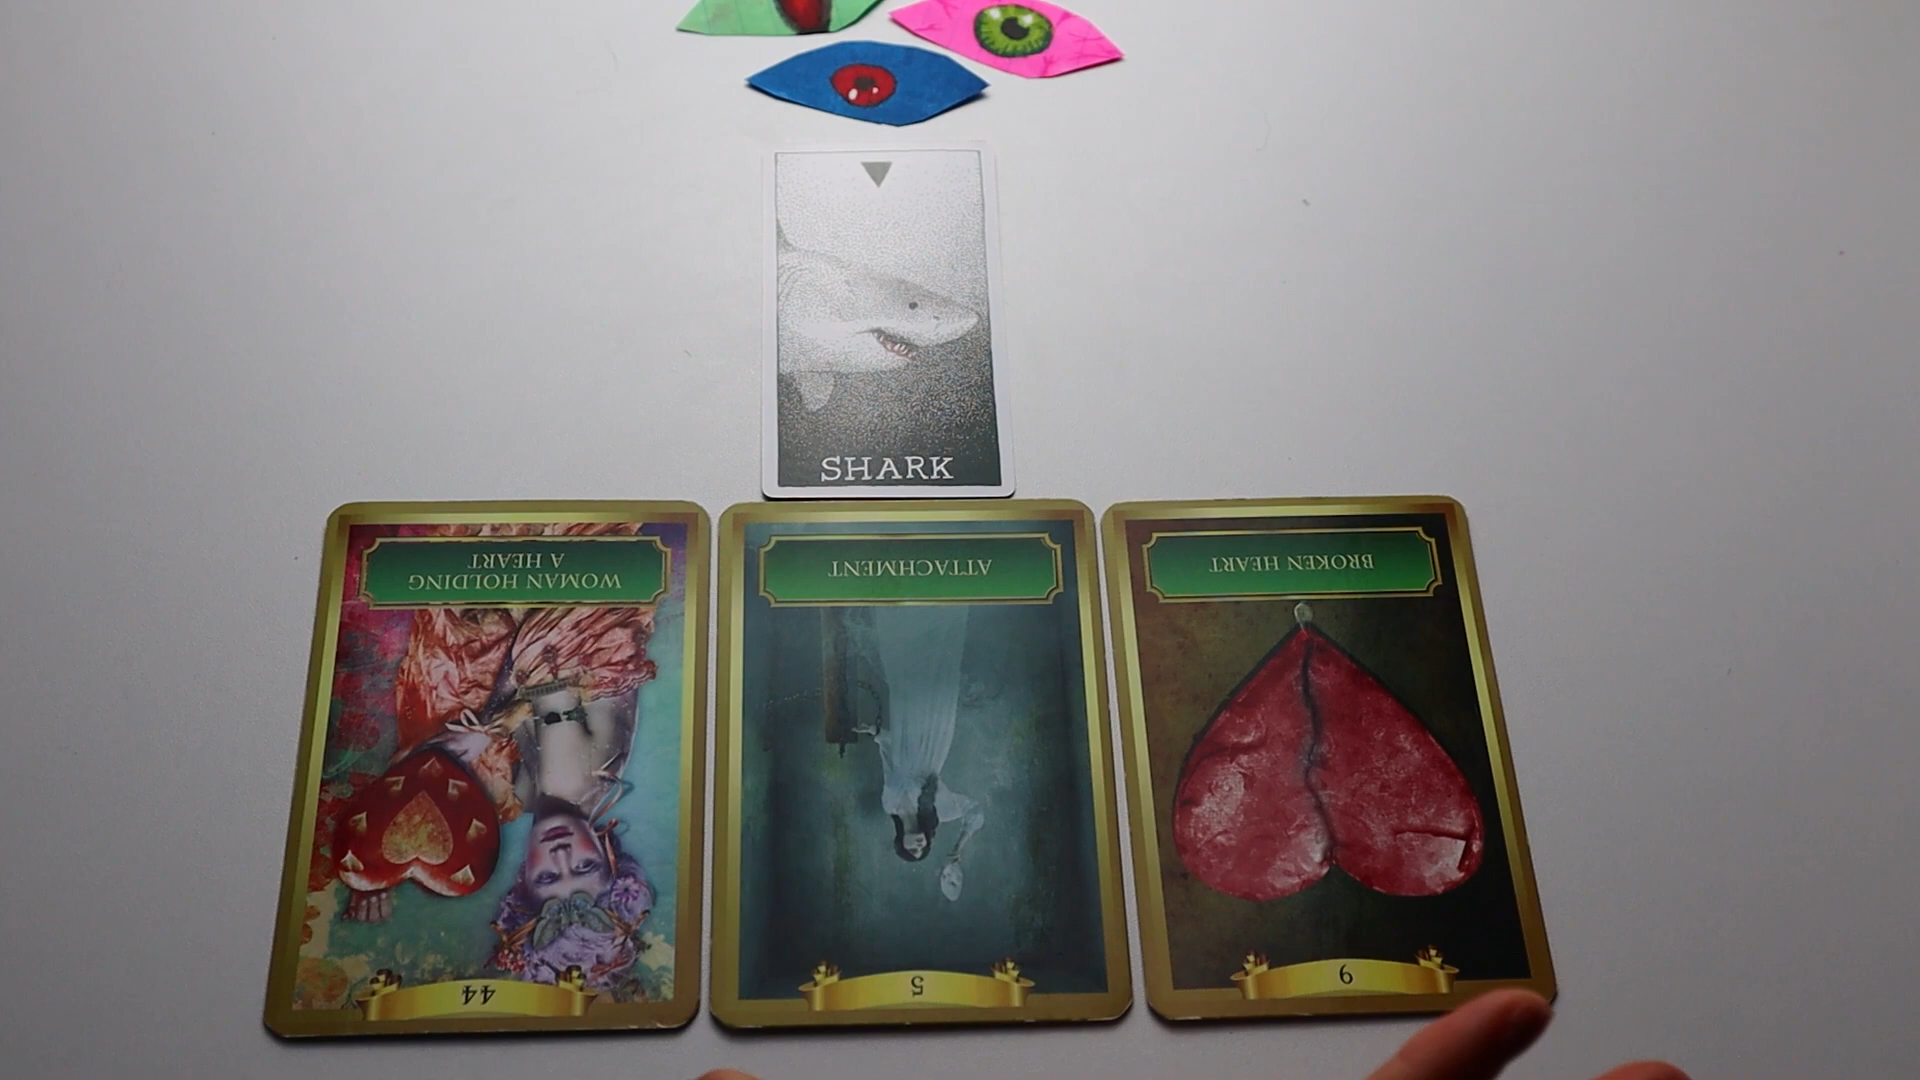 SHARK
WOMAN HOLDING
A HEART
44
ATTACHMENT
5
BROKEN HEART
6